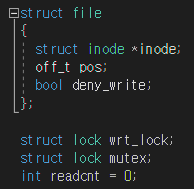 struct file
{
struct inode *inode;
off_t pos;
bool deny_write;
};
struct lock wrt_lock;
struct lock mutex;
int readcnt = 0;